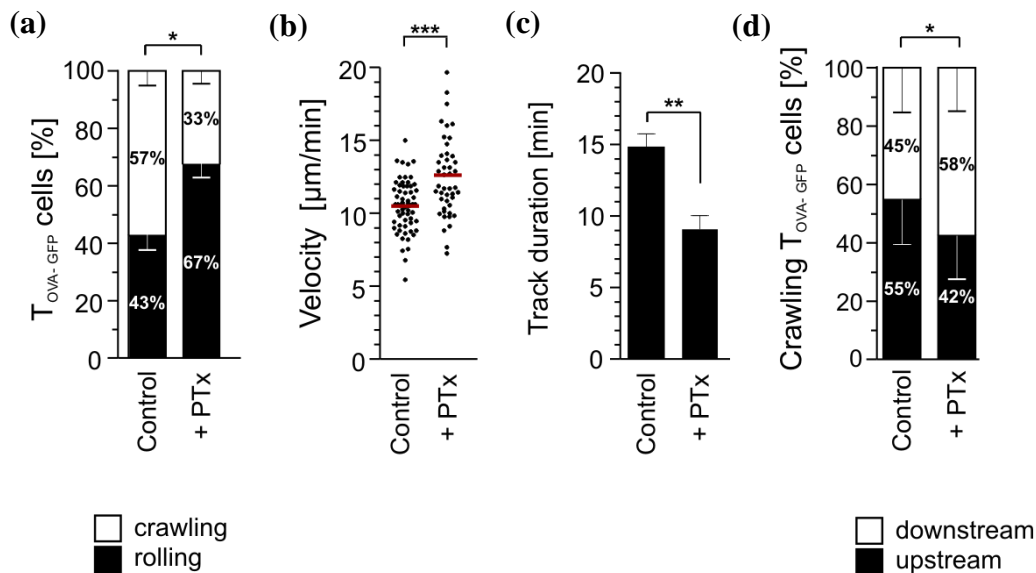 (a)
*
100
80
60
40
20
0
T OVA- GFP cells [%]
33%
57%
67%
43%
Control
+ PTx
crawling
rolling
(b)
***
20
15
10
5
0
Velocity [µm/min]
Control
+ PTx
(c)
**
20
15
10
5
0
Track duration [min]
Control
+ PTx
(d)
*
100
80
60
40
20
0
Crawling T OVA- GFP cells [%]
45%
58%
55%
42%
Control
+ PTx
downstream
upstream